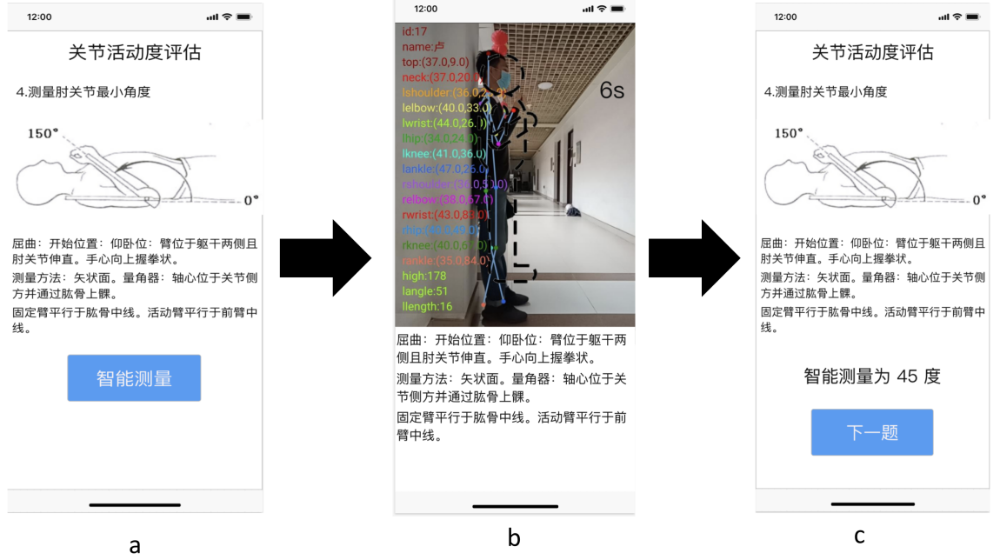 12:00
关节活动度评估
4.测量肘关节最小角度
150°
0°
屈曲：开始位置：仰卧位：臂位于躯干两侧且
肘关节伸直。手心向上握拳状。
测量方法：矢状面。量角器：轴心位于关节侧
方并通过肱骨上髁。
固定臂平行于肱骨中线。活动臂平行于前臂中
线。
智能测量
a
12:00
id:17
name:卢
top:(37.0,9.0)
neck:(37.0,20.0)
6s
lshoulder:(36.0,
lelbow:(40.0,33.0)
lwrist:(44.0,26.
lhip:(34.0,24.0)
lknee:(41.0,36.0)
lankle:(47.0,26.0)
rshoulder:(36.0,
relbow:(38.0,67.0)
rwrist:(43.0,83.0)
rhip:(40.0,49.0)
rknee:(40.0,
rankle:(35.0,84.0)
high:178
langle:51
llength:16
屈曲：开始位置：仰卧位：臂位于躯干两
侧且肘关节伸直。手心向上握拳状。
测量方法：矢状面。量角器：轴心位于关
节侧方并通过肱骨上髁。
固定臂平行于肱骨中线。活动臂平行于前
臂中线。
b
12:00
关节活动度评估
4.测量肘关节最小角度
150°
0°
屈曲：开始位置：仰卧位：臂位于躯干两侧且
肘关节伸直。手心向上握拳状。
测量方法：矢状面。量角器：轴心位于关节侧
方并通过肱骨上髁。
固定臂平行于肱骨中线。活动臂平行于前臂中
线。
智能测量为 45 度
下一题
c